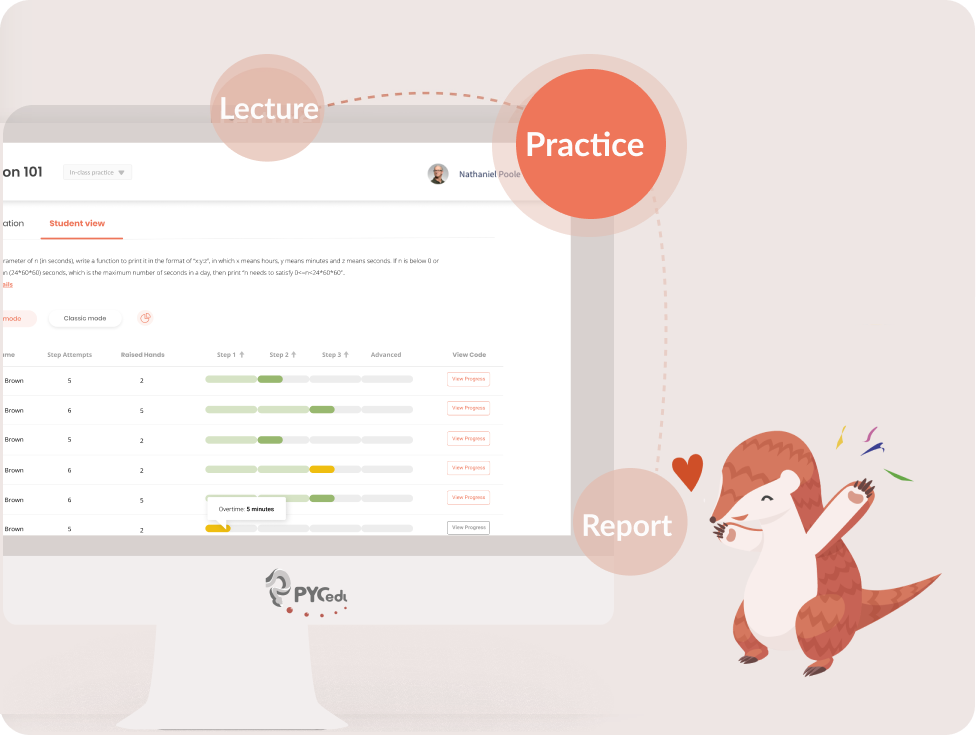 Lecture
Practice
on 101
In-class practice
Nathaniel Poole
ation
Student view
rameter of n (in seconds), write a function to print it in the format of "x:y:z", in which x means hours, y means minutes and z means seconds. If n is below 0 or
n (24*60*60) seconds, which is the maximum number of seconds in a day, then print "n needs to satisfy 0<=n<24*60*60".
ails
mode
Classic mode
me
Step Attempts
Raised Hands
Step 1
Step 2
Step 3
Advanced
View Code
Brown 5 2 View Progress
Brown 6 5 View Progress
Brown 5 2 View Progress
Brown 6 2 View Progress
Brown 6 5 View Progress
Overtime: 5 minutes
Brown 5 2 View Progress
Report
PYCedu